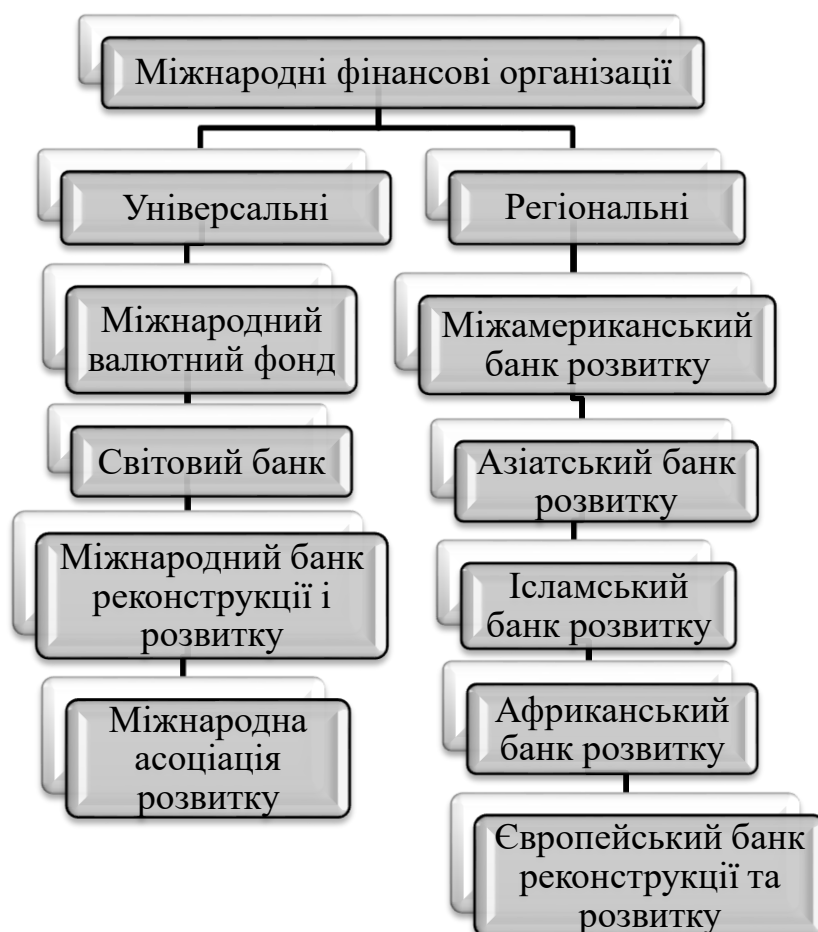 Міжнародні фінансові організації
Універсальні
Регіональні
Міжнародний
валютний фонд
Міжамериканський
банк розвитку
Світовий банк
Азіатський банк
розвитку
Міжнародний банк
реконструкції і
розвитку
Ісламський
банк розвитку
Міжнародна
асоціація
розвитку
Африканський
банк розвитку
Європейський банк
реконструкції та
розвитку